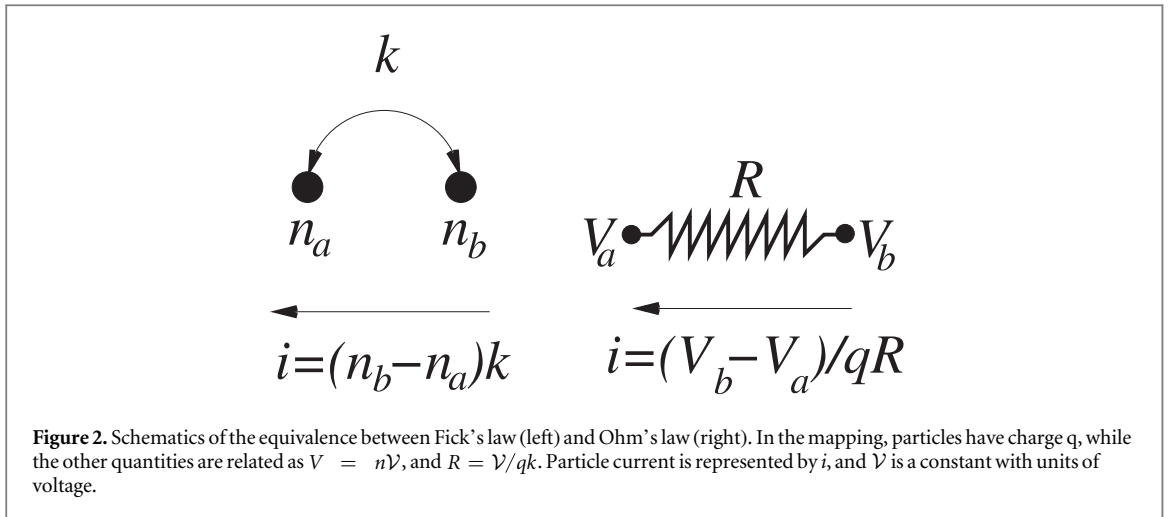 k
n_a n_b
R
V_a V_b
i=(n_b−n_a)k
i=(V_b−V_a)/qR
Figure 2. Schematics of the equivalence between Fick's law (left) and Ohm's law (right). In the mapping, particles have charge q, while
the other quantities are related as V = n𝒱, and R = 𝒱/qk. Particle current is represented by i, and 𝒱 is a constant with units of
voltage.